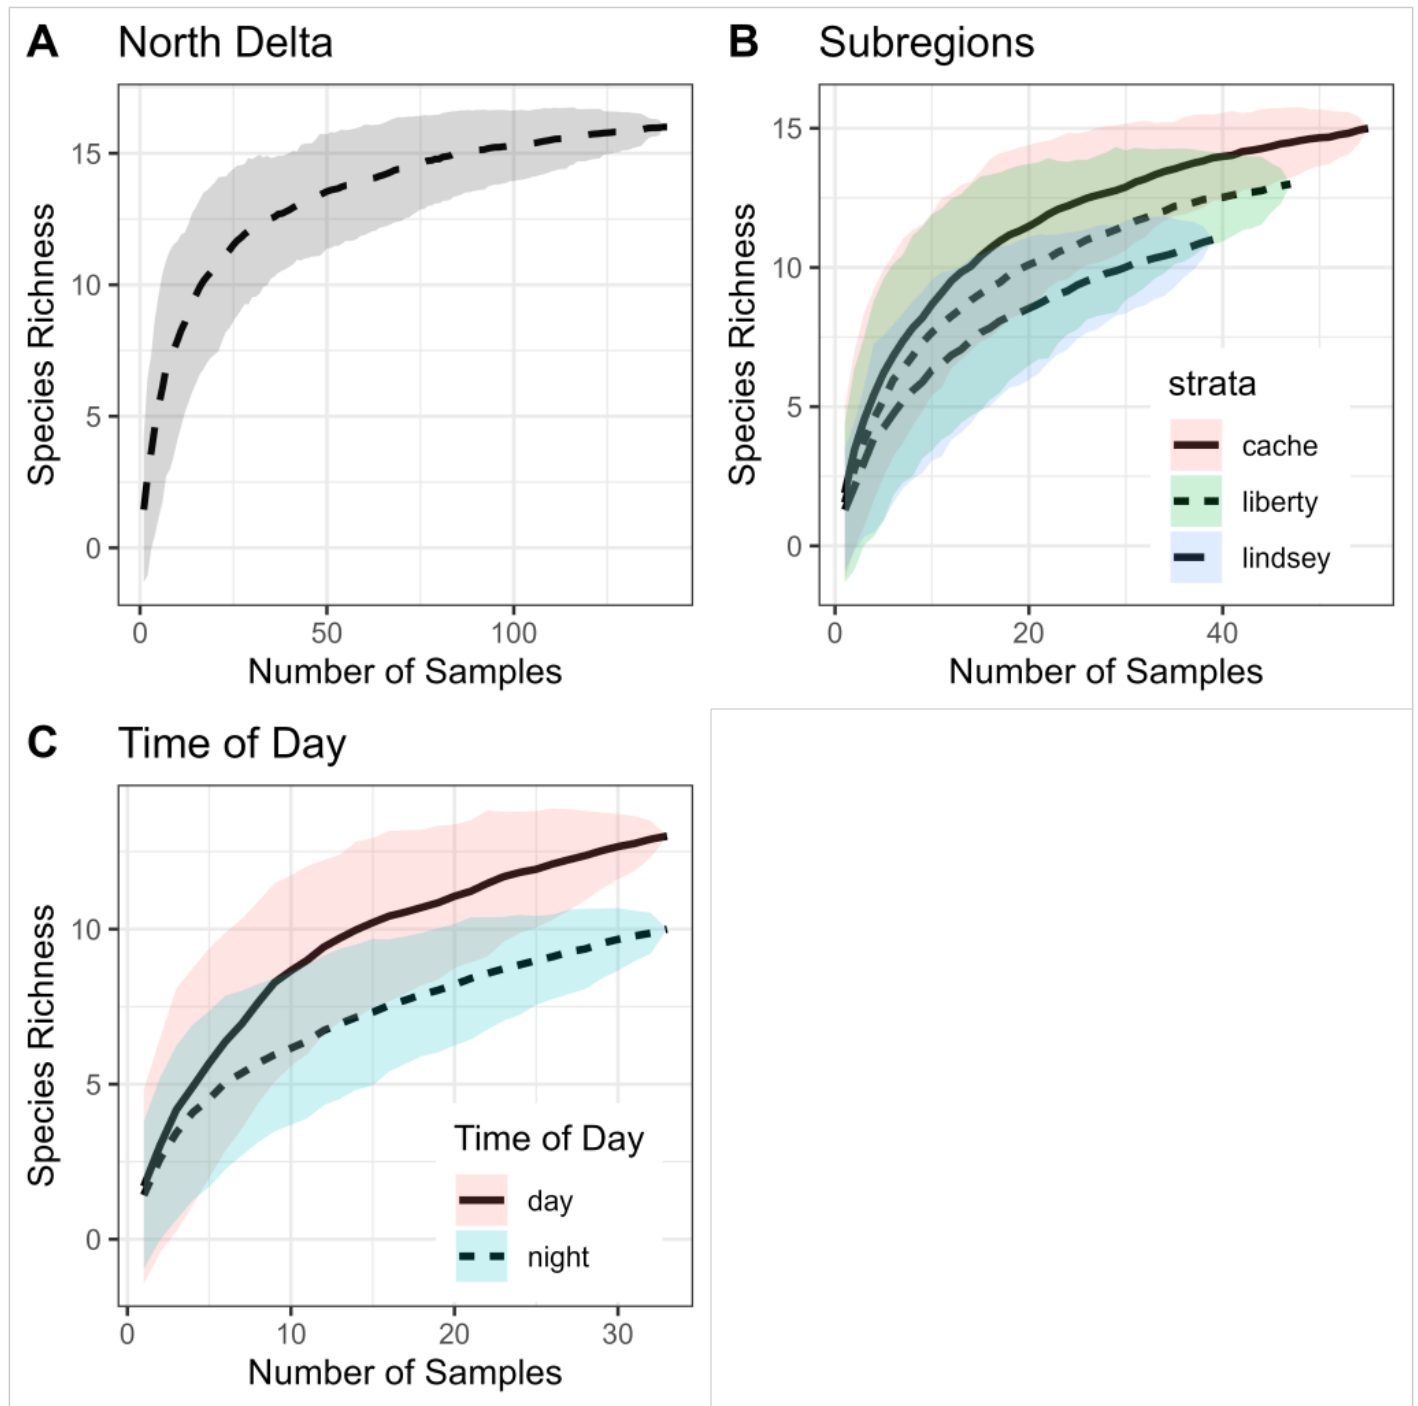 A North Delta
Species Richness
15
10
5
0
0 50 100
Number of Samples
B Subregions
Species Richness
15
10
5
0
strata
cache
liberty
lindsey
0 20 40
Number of Samples
C Time of Day
Species Richness
10
5
0
Time of Day
day
night
0 10 20 30
Number of Samples